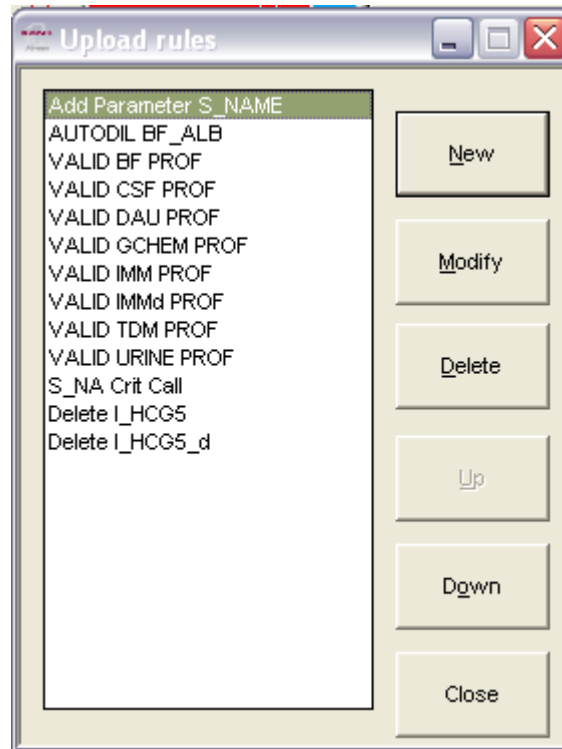 Upload rules
Add Parameter S_NAME
AUTODIL BF_ALB
VALID BF PROF
VALID CSF PROF
VALID DAU PROF
VALID GCHEM PROF
VALID IMM PROF
VALID IMMd PROF
VALID TDM PROF
VALID URINE PROF
S_NA Crit Call
Delete I_HCG5
Delete I_HCG5_d
New
Modify
Delete
Up
Down
Close